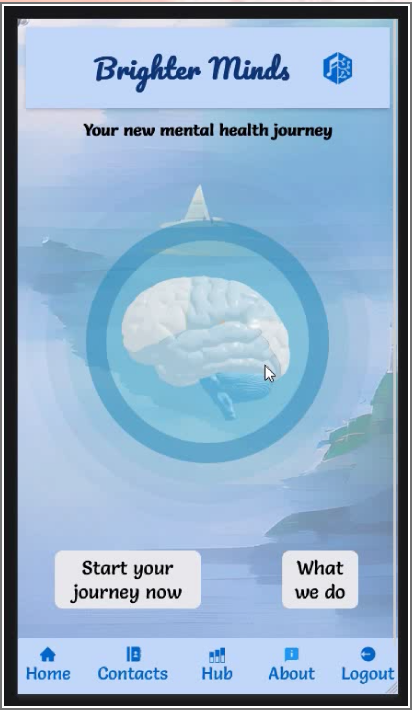 Brighter Minds
Your new mental health journey
Start your
journey now
What
we do
Home Contacts Hub About Logout